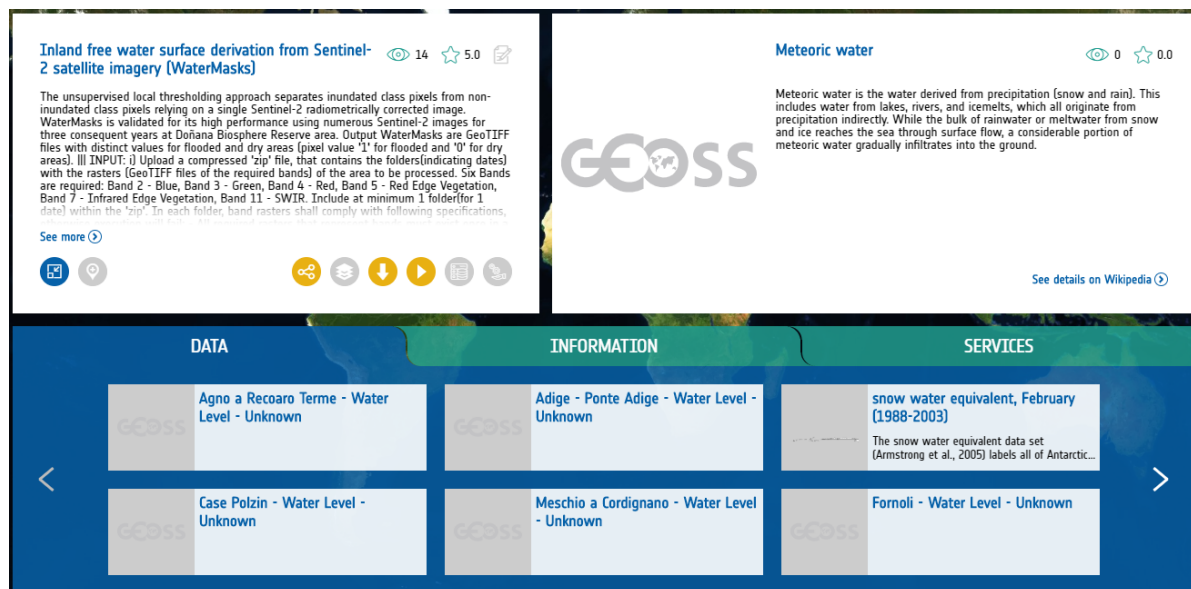 Inland free water surface derivation from Sentinel-
2 satellite imagery (WaterMasks)
14
5.0
The unsupervised local thresholding approach separates inundated class pixels from non-
inundated class pixels relying on a single Sentinel-2 radiometrically corrected image.
WaterMasks is validated for its high performance using numerous Sentinel-2 images for
three consequent years at Doñana Biosphere Reserve area. Output WaterMasks are GeoTIFF
files with distinct values for flooded and dry areas (pixel value '1' for flooded and '0' for dry
areas). ||| INPUT: i) Upload a compressed 'zip' file, that contains the folders(indicating dates)
with the rasters (GeoTIFF files of the required bands) of the area to be processed. Six Bands
are required: Band 2 - Blue, Band 3 - Green, Band 4 - Red, Band 5 - Red Edge Vegetation,
Band 7 - Infrared Edge Vegetation, Band 11 - SWIR. Include at minimum 1 folder(for 1
date) within the 'zip'. In each folder, band rasters shall comply with following specifications,
See more
GEOSS
Meteoric water
0
0.0
Meteoric water is the water derived from precipitation (snow and rain). This
includes water from lakes, rivers, and icemelts, which all originate from
precipitation indirectly. While the bulk of rainwater or meltwater from snow
and ice reaches the sea through surface flow, a considerable portion of
meteoric water gradually infiltrates into the ground.
See details on Wikipedia
DATA
INFORMATION
SERVICES
GEOSS
Agno a Recoaro Terme - Water
Level - Unknown
GEOSS
Adige - Ponte Adige - Water Level -
Unknown
snow water equivalent, February
(1988-2003)
The snow water equivalent data set
(Armstrong et al., 2005) labels all of Antarctic...
GEOSS
Case Polzin - Water Level -
Unknown
GEOSS
Meschio a Cordignano - Water Level
- Unknown
GEOSS
Fornoli - Water Level - Unknown